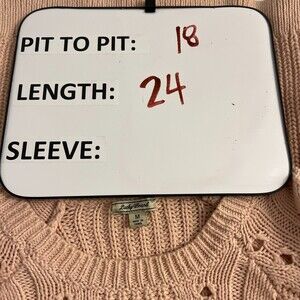 PIT TO PIT: 18
LENGTH: 24
SLEEVE:
M